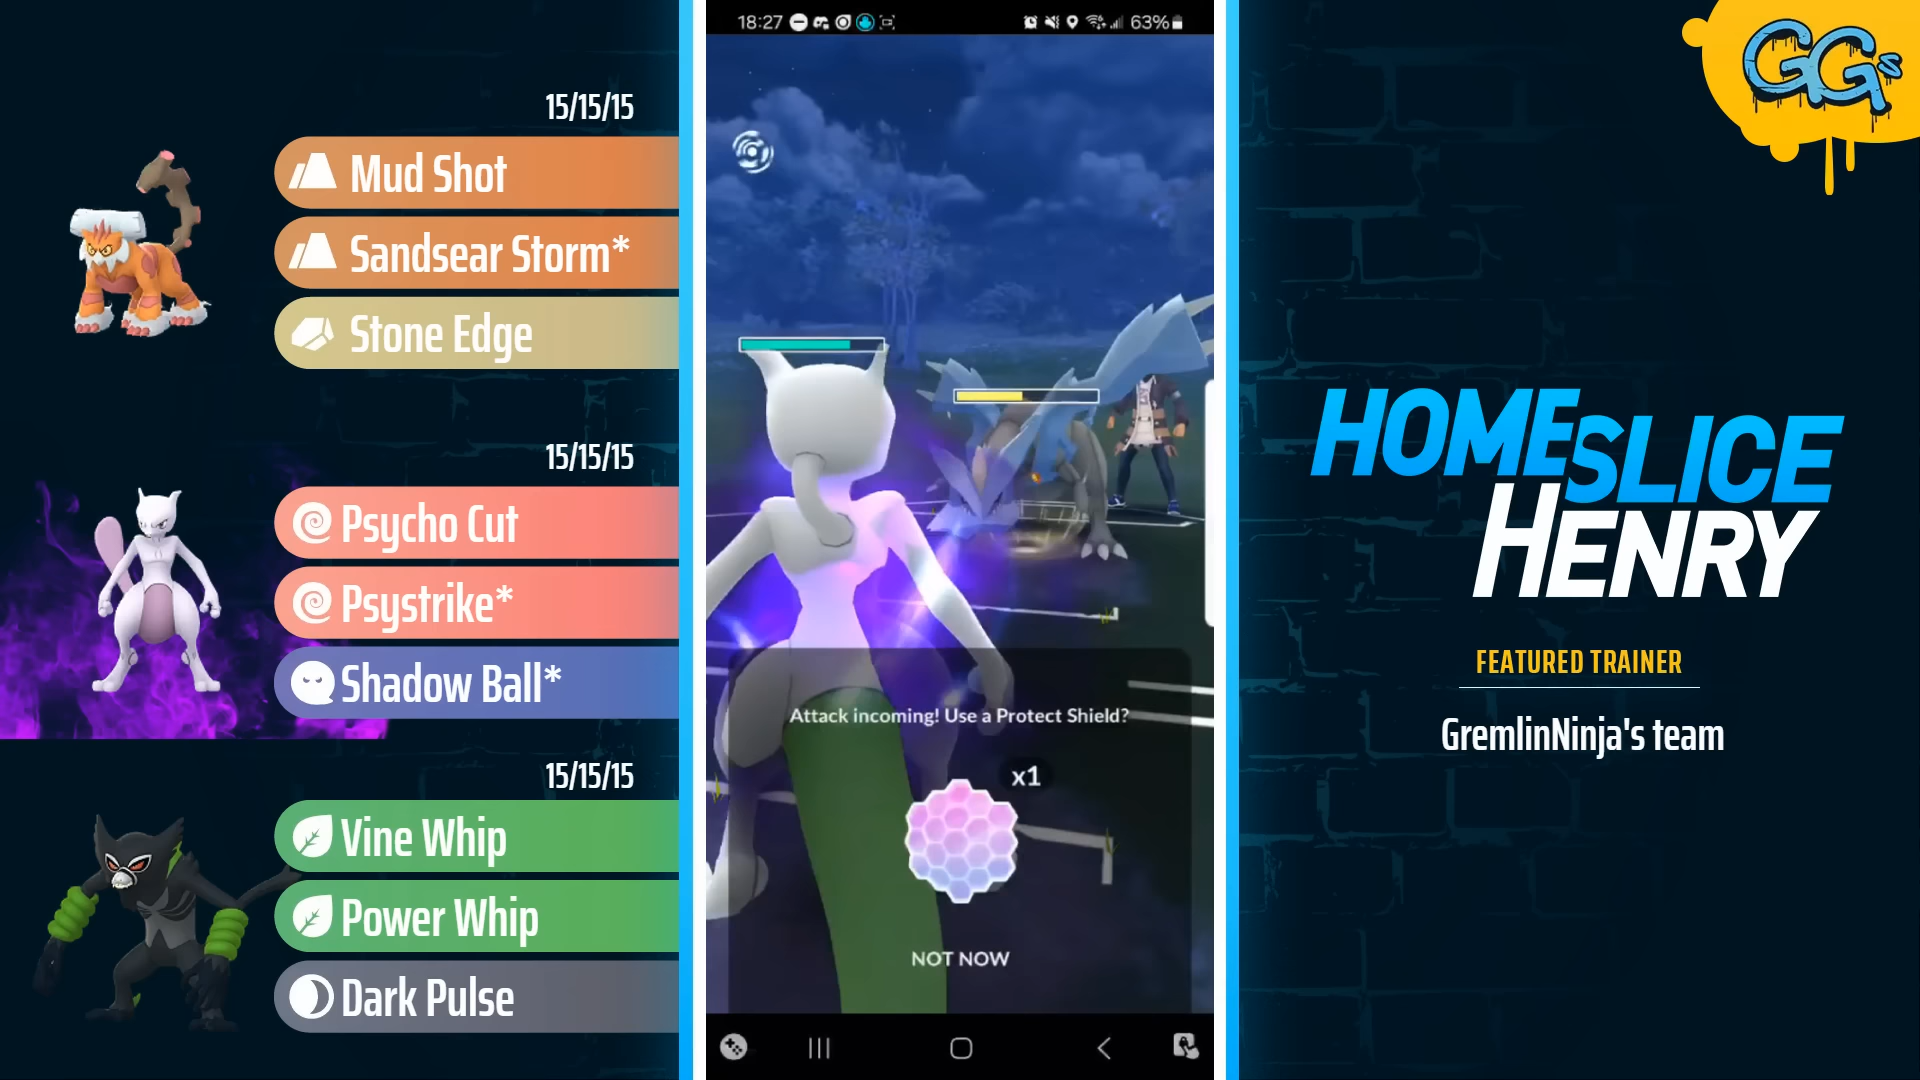 15/15/15
Mud Shot
Sandsear Storm*
Stone Edge
15/15/15
Psycho Cut
Psystrike*
Shadow Ball*
15/15/15
Vine Whip
Power Whip
Dark Pulse
18:27
63%
Attack incoming! Use a Protect Shield?
x1
NOT NOW
GGs
HOMESLICE
HENRY
FEATURED TRAINER
GremlinNinja's team